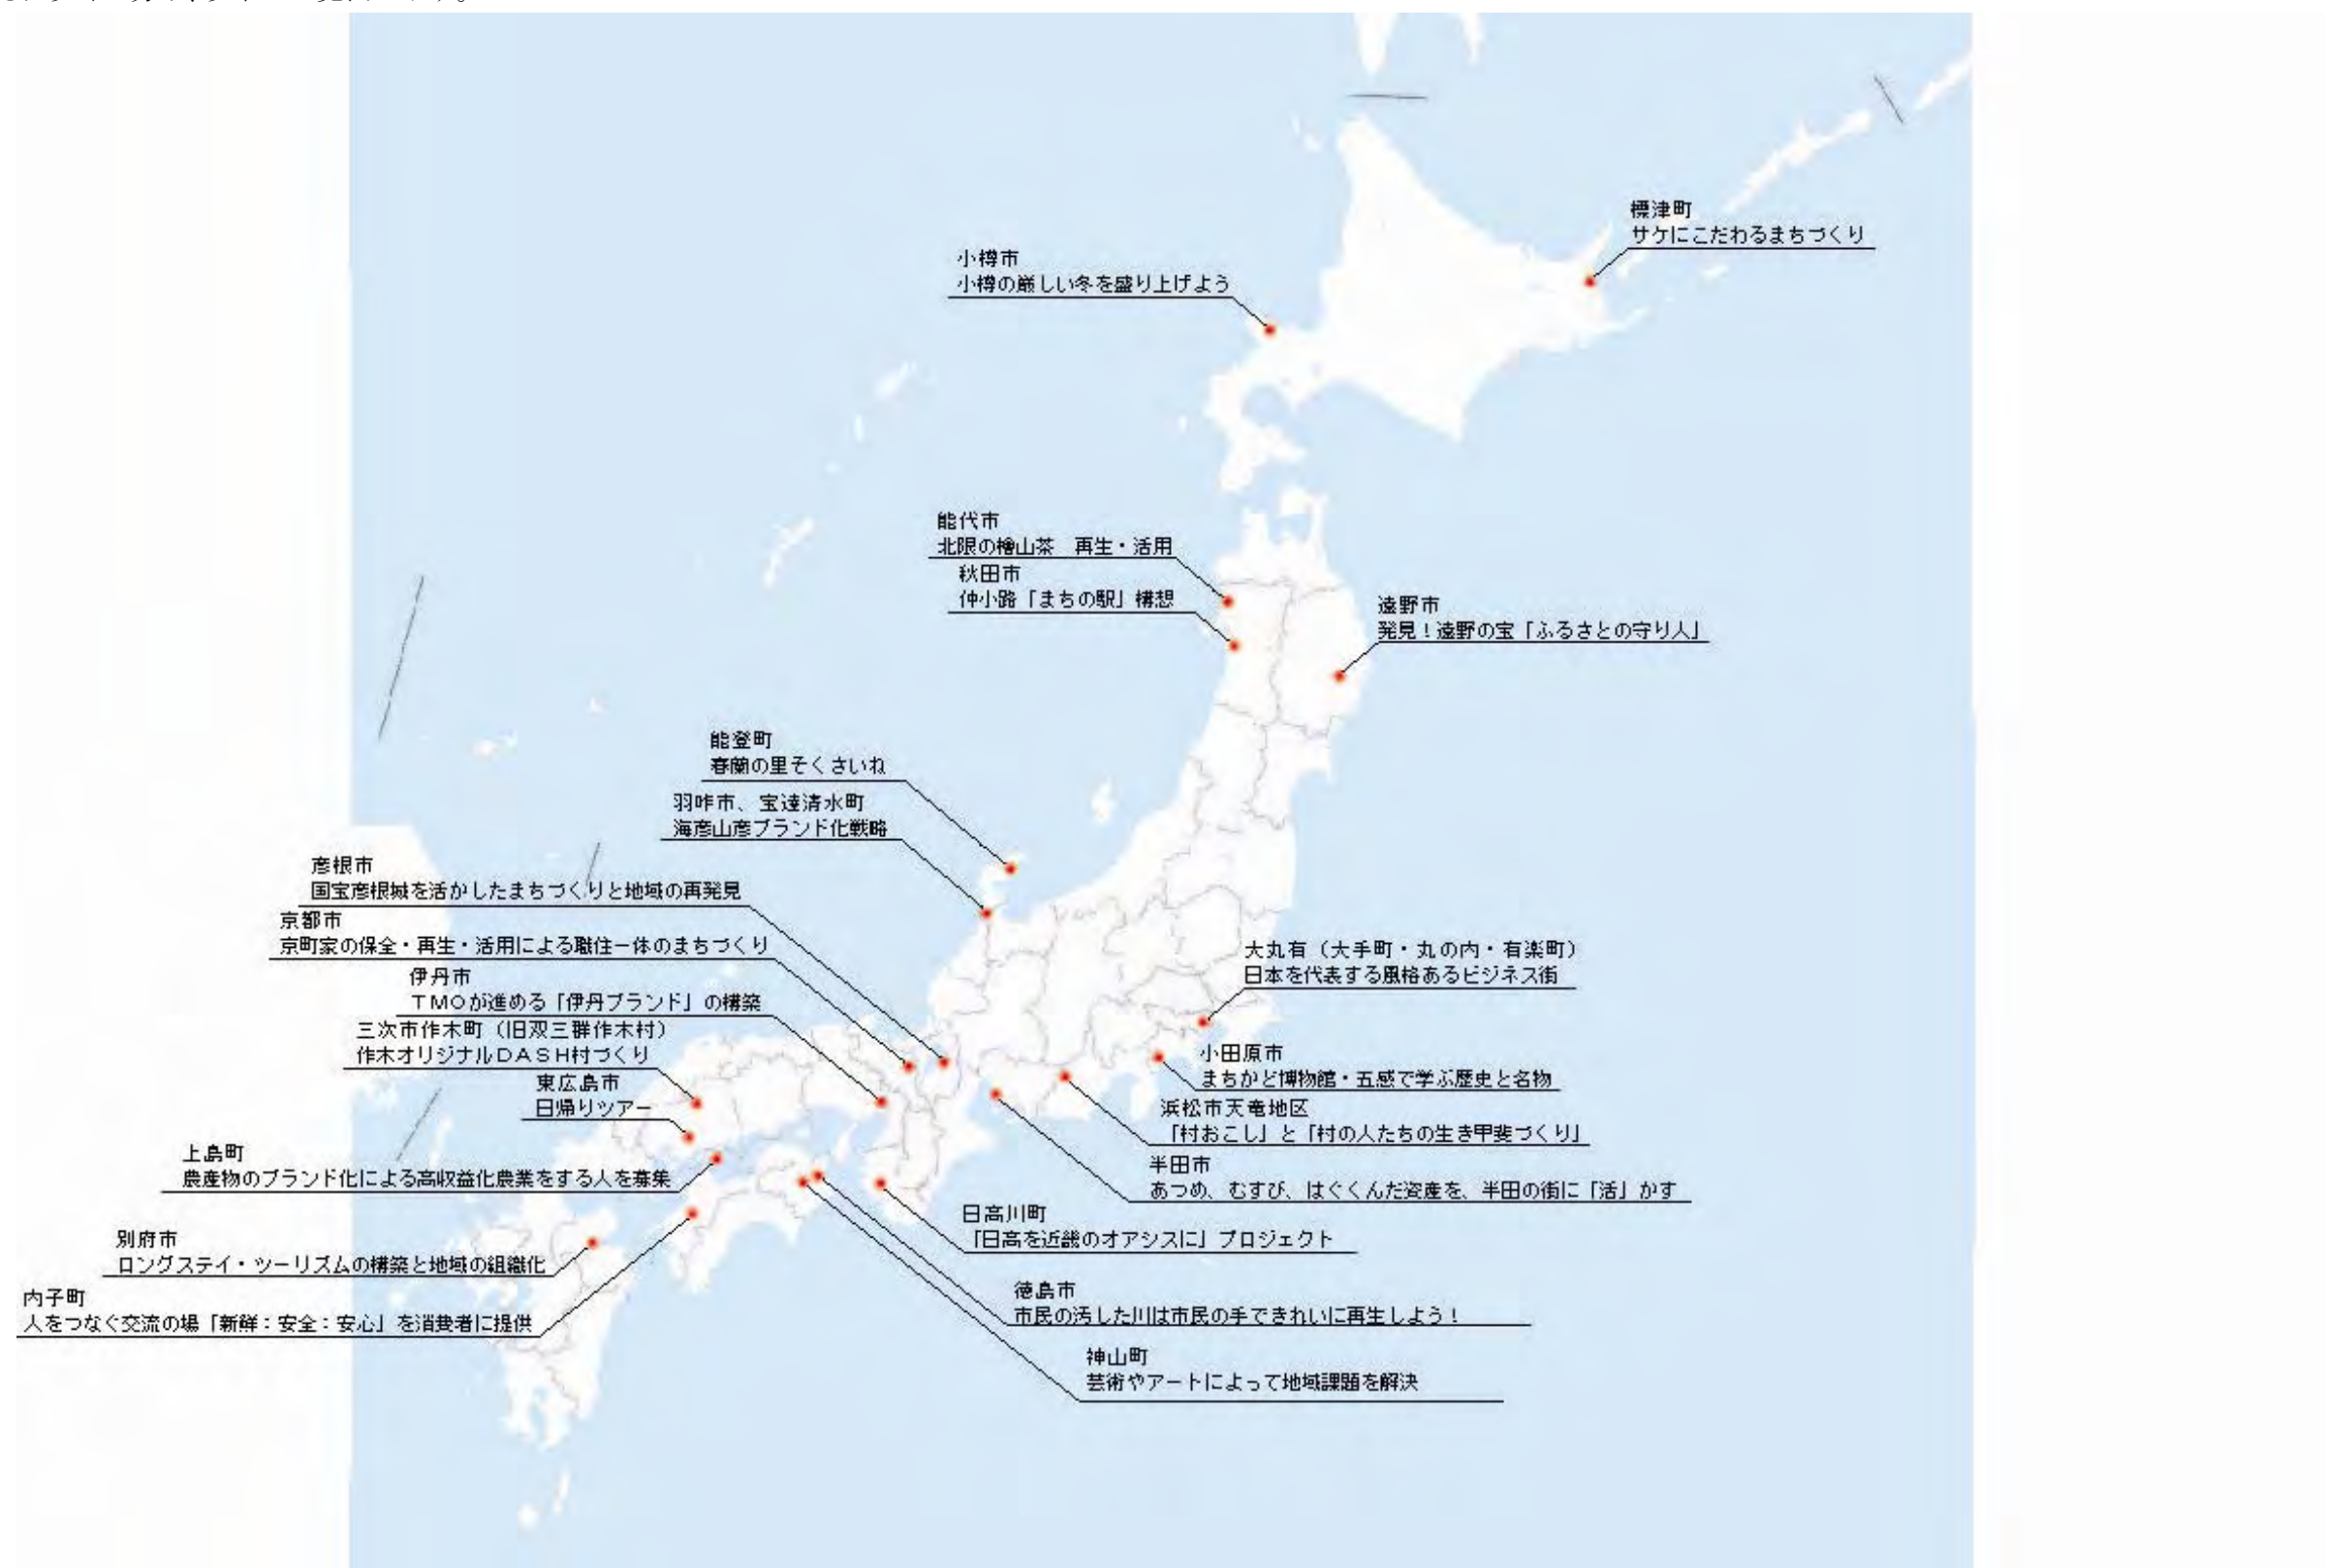 標津町
サケにこだわるまちづくり
小樽市
小樽の厳しい冬を盛り上げよう
能代市
北限の檜山茶　再生・活用
秋田市
仲小路「まちの駅」構想
遠野市
発見！遠野の宝「ふるさとの守り人」
能登町
春蘭の里そくさいね
羽咋市、宝達清水町
海彦山彦ブランド化戦略
彦根市
国宝彦根城を活かしたまちづくりと地域の再発見
京都市
京町家の保全・再生・活用による職住一体のまちづくり
伊丹市
ＴＭＯが進める「伊丹ブランド」の構築
三次市作木町（旧双三群作木村）
作木オリジナルＤＡＳＨ村づくり
東広島市
日帰りツアー
上島町
農産物のブランド化による高収益化農業をする人を募集
別府市
ロングステイ・ツーリズムの構築と地域の組織化
内子町
人をつなぐ交流の場「新鮮：安全：安心」を消費者に提供
大丸有（大手町・丸の内・有楽町）
日本を代表する風格あるビジネス街
小田原市
まちかど博物館・五感で学ぶ歴史と名物
浜松市天竜地区
「村おこし」と「村の人たちの生き甲斐づくり」
半田市
あつめ、むすび、はぐくんだ資産を、半田の街に「活」かす
日高川町
「日高を近畿のオアシスに」プロジェクト
徳島市
市民の汚した川は市民の手できれいに再生しよう！
神山町
芸術やアートによって地域課題を解決